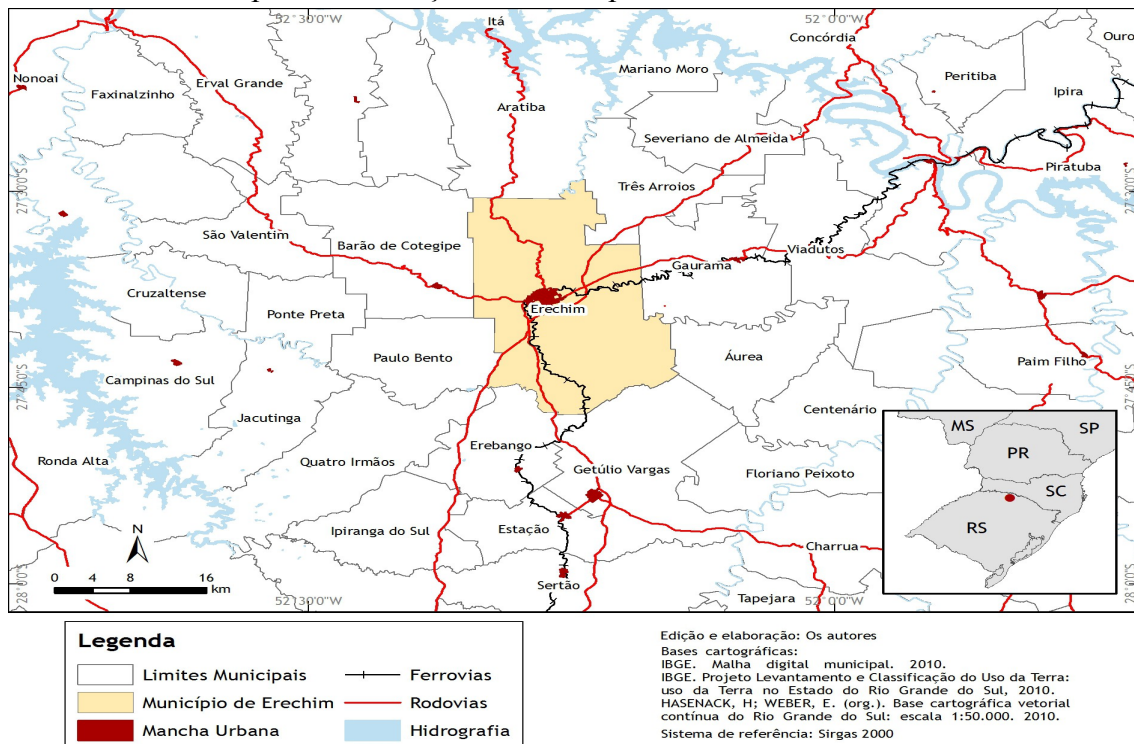 52°30'0"W
52°0'0"W
Itá
Concórdia
Ouro
Mariano Moro
Peritiba
Nonoai
Erval Grande
Faxinalzinho
Ipira
Aratiba
Severiano de Almeida
Piratuba
27°30'0"S
27°30'0"S
Três Arroios
São Valentim
Barão de Cotegipe
Viadutos
Gaurama
Cruzaltense
Ponte Preta
Erechim
Paulo Bento
Áurea
Paim Filho
Campinas do Sul
27°45'0"S
27°45'0"S
Jacutinga
Centenário
MS
SP
PR
Erebango
Ronda Alta
Quatro Irmãos
Getúlio Vargas
Floriano Peixoto
SC
RS
Ipiranga do Sul
Estação
N
Charrua
0 4 8 16
km
Sertão
28°0'0"S
28°0'0"S
Tapejara
52°30'0"W
52°0'0"W
Legenda
Limites Municipais
Ferrovias
Município de Erechim
Rodovias
Mancha Urbana
Hidrografia
Edição e elaboração: Os autores
Bases cartográficas:
IBGE. Malha digital municipal. 2010.
IBGE. Projeto Levantamento e Classificação do Uso da Terra:
uso da Terra no Estado do Rio Grande do Sul, 2010.
HASENACK, H; WEBER, E. (org.). Base cartográfica vetorial
contínua do Rio Grande do Sul: escala 1:50.000. 2010.
Sistema de referência: Sirgas 2000